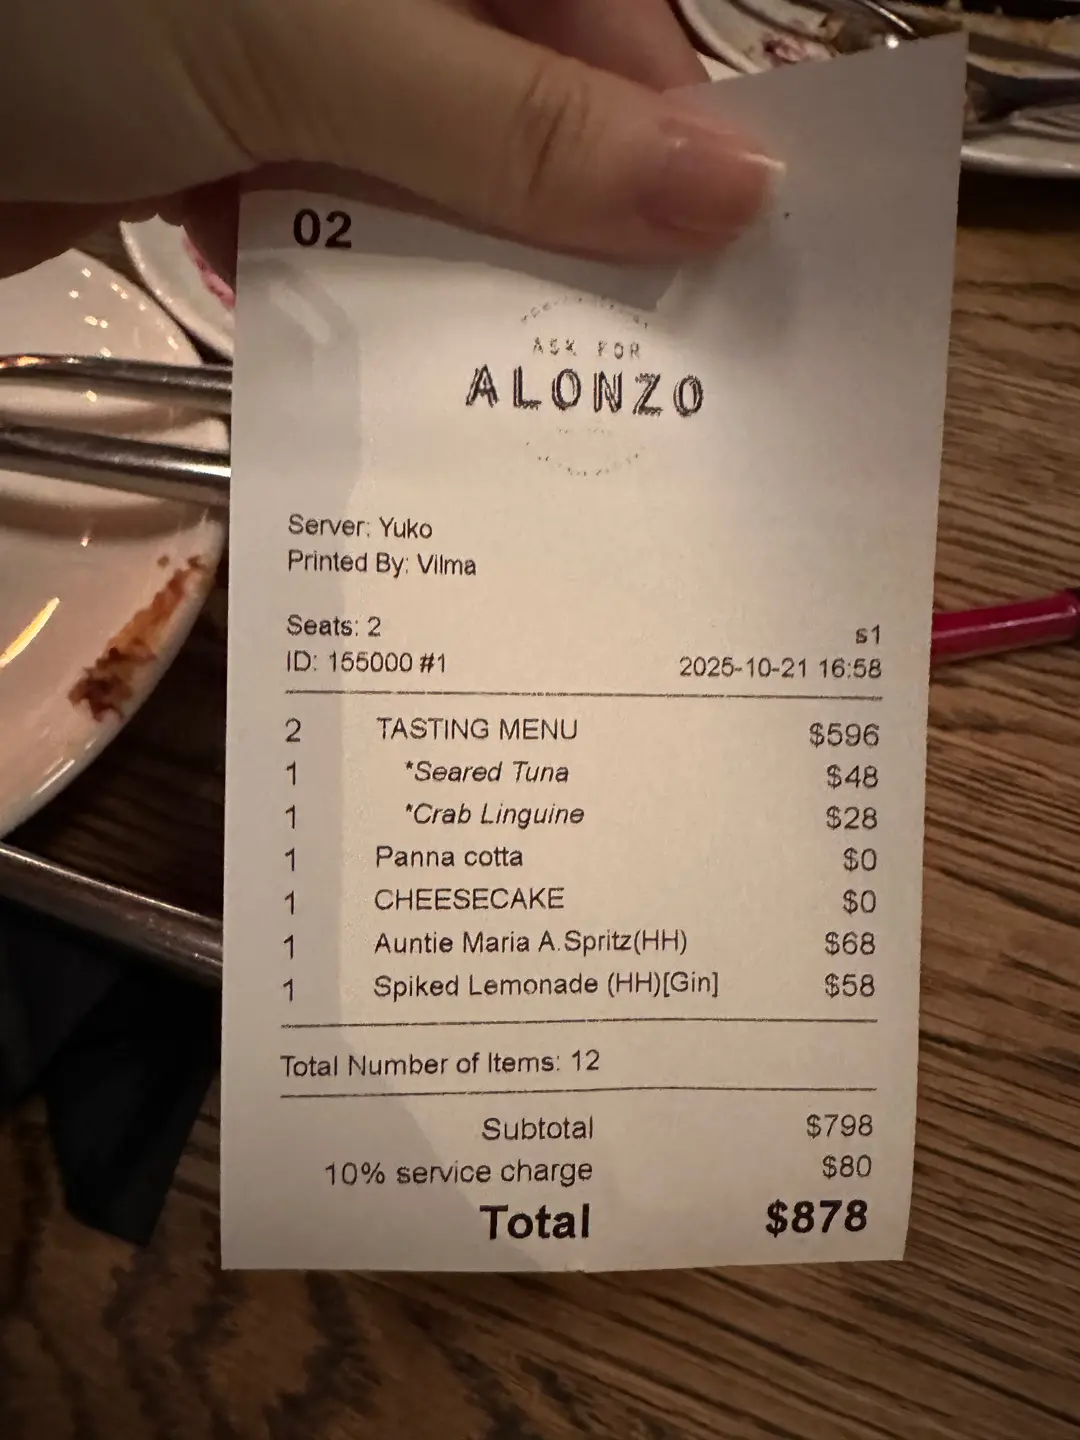 02
ASK FOR
ALONZO
Server: Yuko
Printed By: Vilma
Seats: 2
s1
ID: 155000 #1 2025-10-21 16:58
2 TASTING MENU $596
1 *Seared Tuna $48
1 *Crab Linguine $28
1 Panna cotta $0
1 CHEESECAKE $0
1 Auntie Maria A.Spritz(HH) $68
1 Spiked Lemonade (HH)[Gin] $58
Total Number of Items: 12
Subtotal $798
10% service charge $80
Total $878